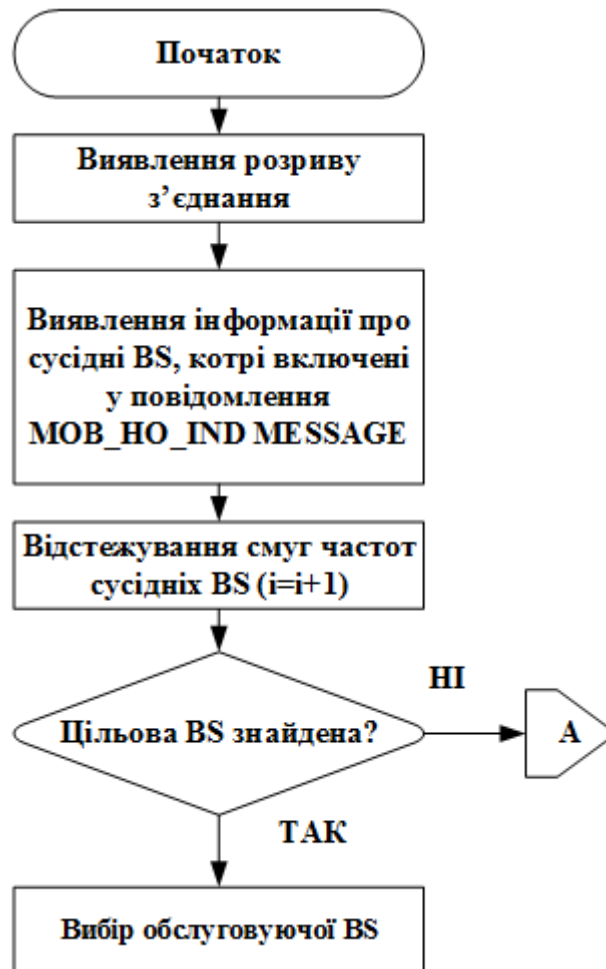 Початок
Виявлення розриву
з’єднання
Виявлення інформації про
сусідні BS, котрі включені
у повідомлення
MOB_HO_IND MESSAGE
Відстежування смуг частот
сусідніх BS (i=i+1)
Цільова BS знайдена?
НІ
А
ТАК
Вибір обслуговуючої BS